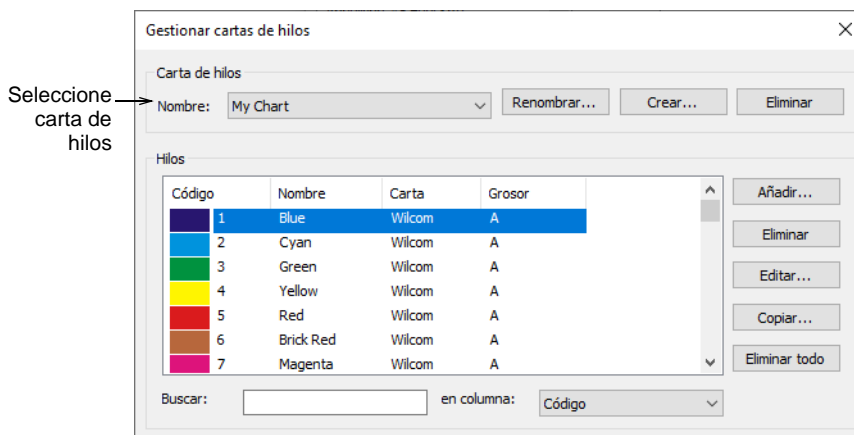 Gestionar cartas de hilos
Carta de hilos
Seleccione
carta de
hilos
Nombre: My Chart Renombrar... Crear... Eliminar
Hilos
Código Nombre Carta Grosor
1 Blue Wilcom A
2 Cyan Wilcom A
3 Green Wilcom A
4 Yellow Wilcom A
5 Red Wilcom A
6 Brick Red Wilcom A
7 Magenta Wilcom A
Añadir...
Eliminar
Editar...
Copiar...
Eliminar todo
Buscar: en columna: Código